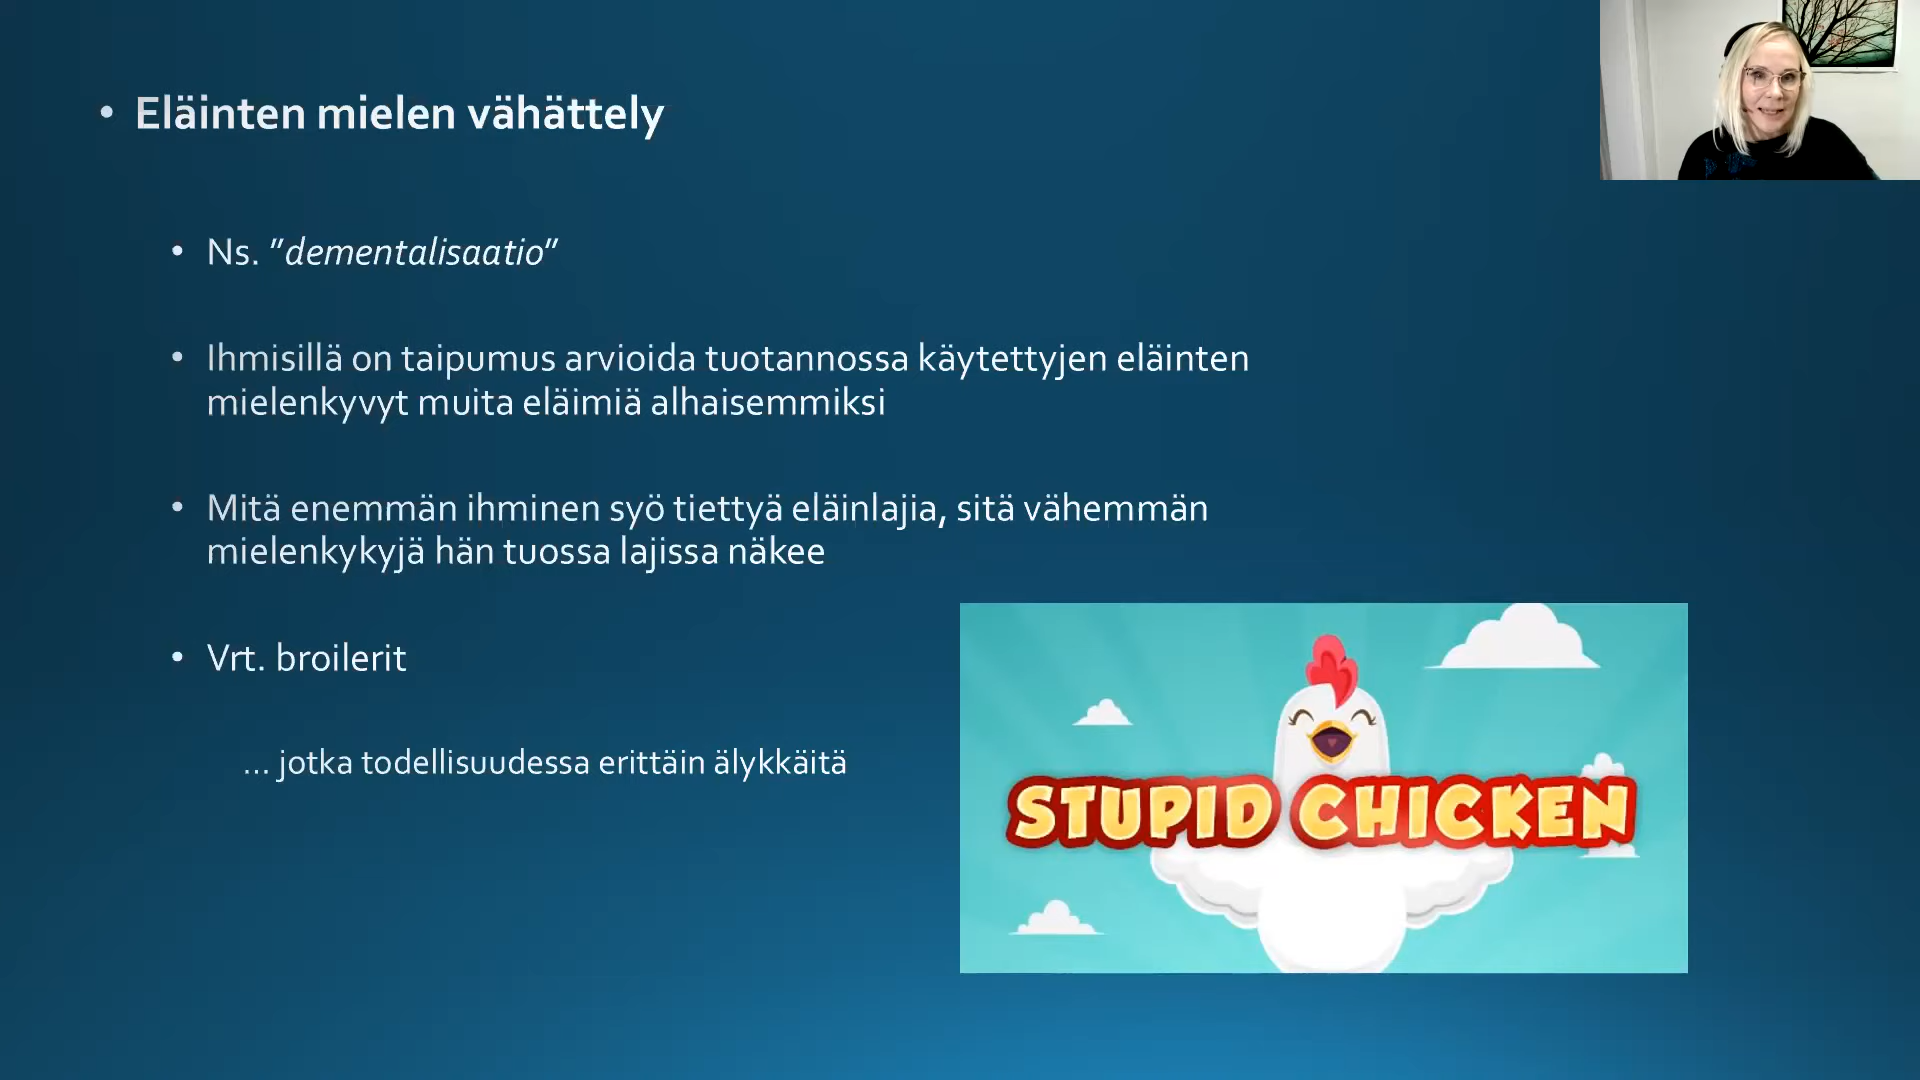 • Eläinten mielen vähättely
• Ns. ”dementalisaatio”
• Ihmisillä on taipumus arvioida tuotannossa käytettyjen eläinten
mielenkyvyt muita eläimiä alhaisemmiksi
• Mitä enemmän ihminen syö tiettyä eläinlajia, sitä vähemmän
mielenkykyjä hän tuossa lajissa näkee
• Vrt. broilerit
... jotka todellisuudessa erittäin älykkäitä
STUPID CHICKEN